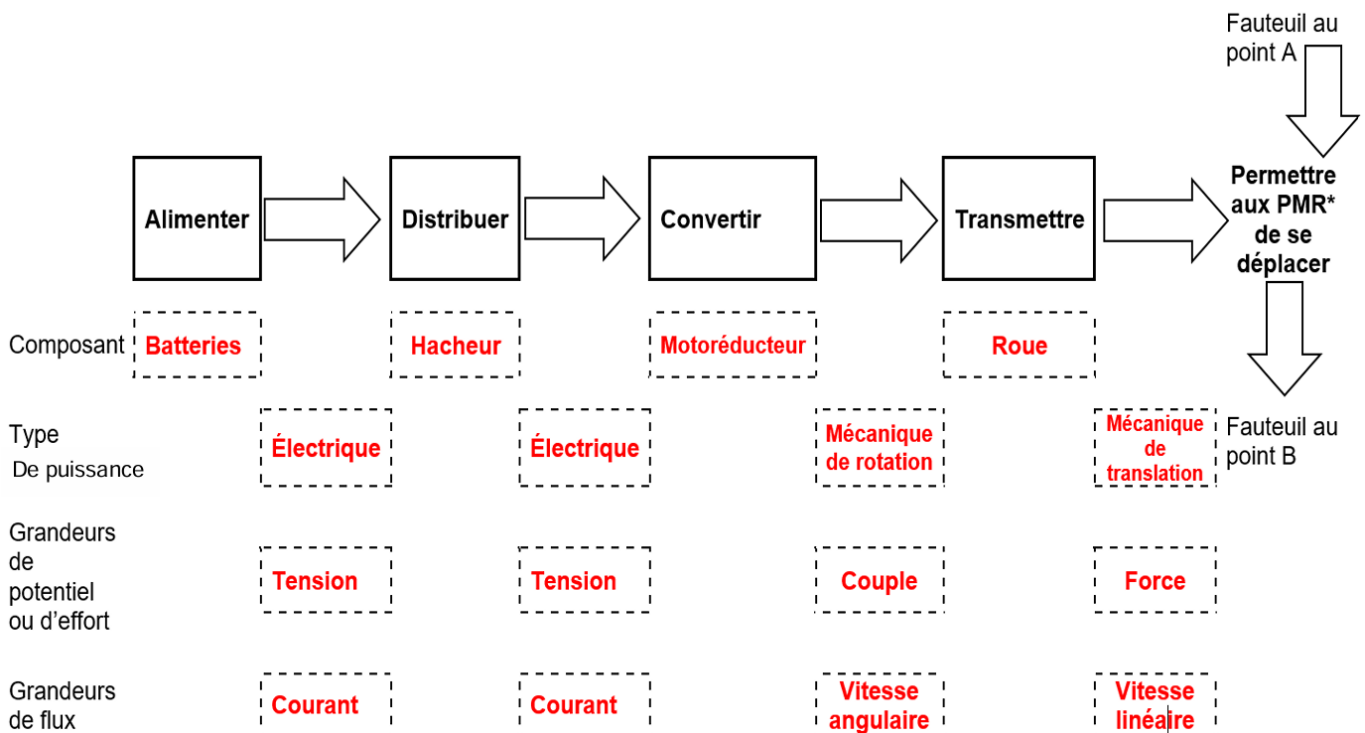 Fauteuil au
point A
Alimenter
Distribuer
Convertir
Transmettre
Permettre
aux PMR*
de se
déplacer
Composant
Batteries
Hacheur
Motoréducteur
Roue
Type
De puissance
Électrique
Électrique
Mécanique
de rotation
Mécanique
de
translation
Fauteuil au
point B
Grandeurs
de
potentiel
ou d’effort
Tension
Tension
Couple
Force
Grandeurs
de flux
Courant
Courant
Vitesse
angulaire
Vitesse
linéaire